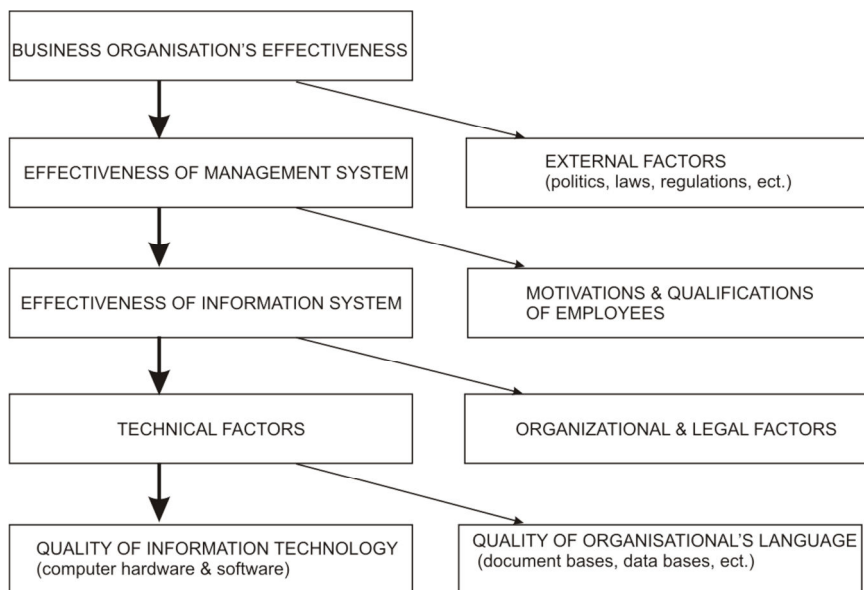 BUSINESS ORGANISATION'S EFFECTIVENESS
EFFECTIVENESS OF MANAGEMENT SYSTEM
EXTERNAL FACTORS
(politics, laws, regulations, ect.)
EFFECTIVENESS OF INFORMATION SYSTEM
MOTIVATIONS & QUALIFICATIONS
OF EMPLOYEES
TECHNICAL FACTORS
ORGANIZATIONAL & LEGAL FACTORS
QUALITY OF INFORMATION TECHNOLOGY
(computer hardware & software)
QUALITY OF ORGANISATIONAL'S LANGUAGE
(document bases, data bases, ect.)